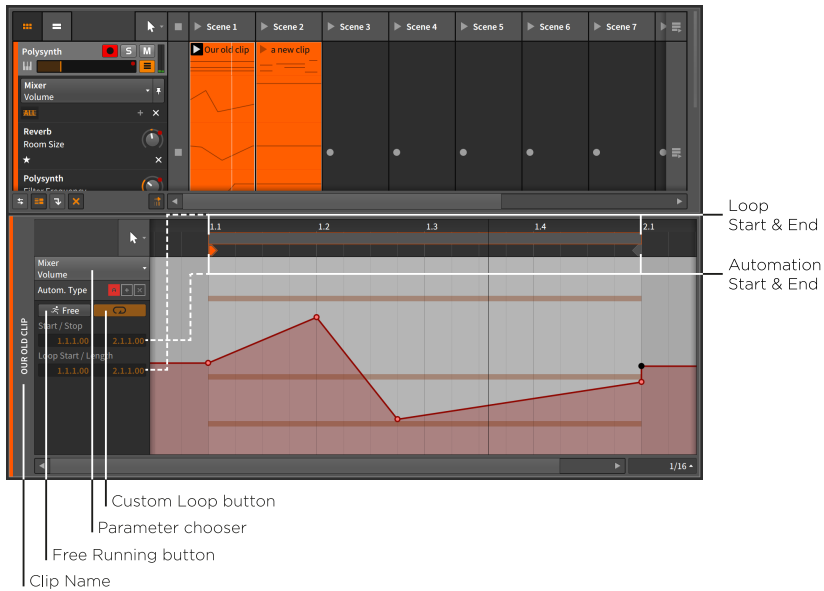 Scene 1
Scene 2
Scene 3
Scene 4
Scene 5
Scene 6
Scene 7
Polysynth
S
M
Our old clip
a new clip
Mixer
Volume
ALL
+
×
Reverb
Room Size
×
Polysynth
Filter Frequency
1.1
1.2
1.3
1.4
2.1
Loop
Start & End
Mixer
Volume
Automation
Start & End
Autom. Type
Free
Start / Stop
1.1.1.00 2.1.1.00
Loop Start / Length
1.1.1.00 2.1.1.00
OUR OLD CLIP
1/16
Custom Loop button
Parameter chooser
Free Running button
Clip Name